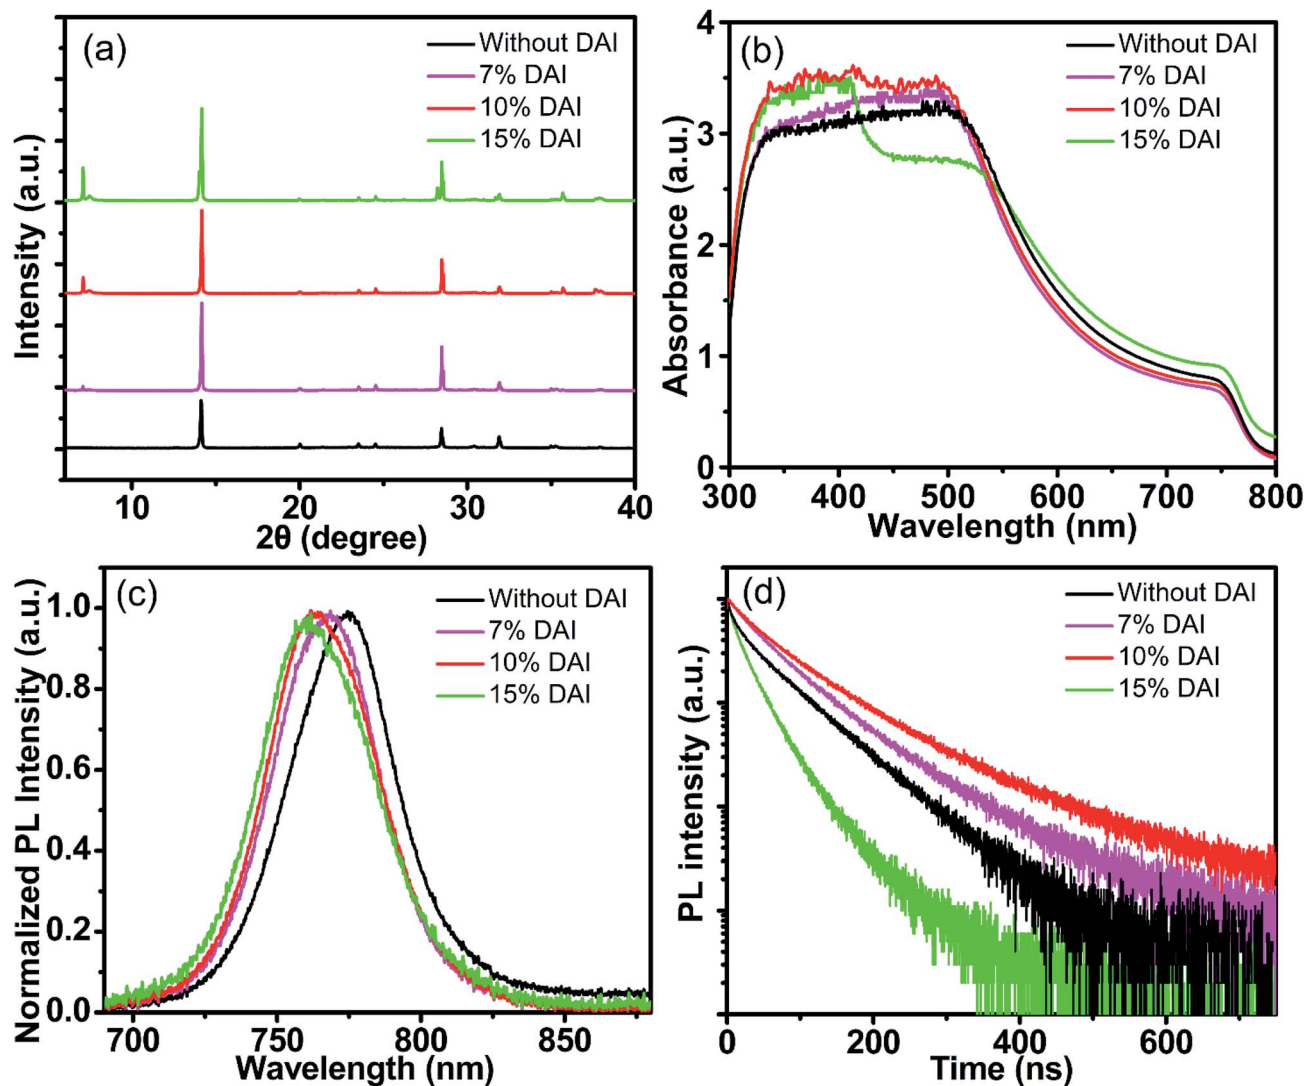 (a)
Without DAI
7% DAI
10% DAI
15% DAI
Intensity (a.u.)
10
20
30
40
2θ (degree)
(b)
Without DAI
7% DAI
10% DAI
15% DAI
Absorbance (a.u.)
4
3
2
1
0
300
400
500
600
700
800
Wavelength (nm)
(c)
Without DAI
7% DAI
10% DAI
15% DAI
Normalized PL Intensity (a.u.)
1.0
0.8
0.6
0.4
0.2
0.0
700
750
800
850
Wavelength (nm)
(d)
Without DAI
7% DAI
10% DAI
15% DAI
PL intensity (a.u.)
0
200
400
600
Time (ns)